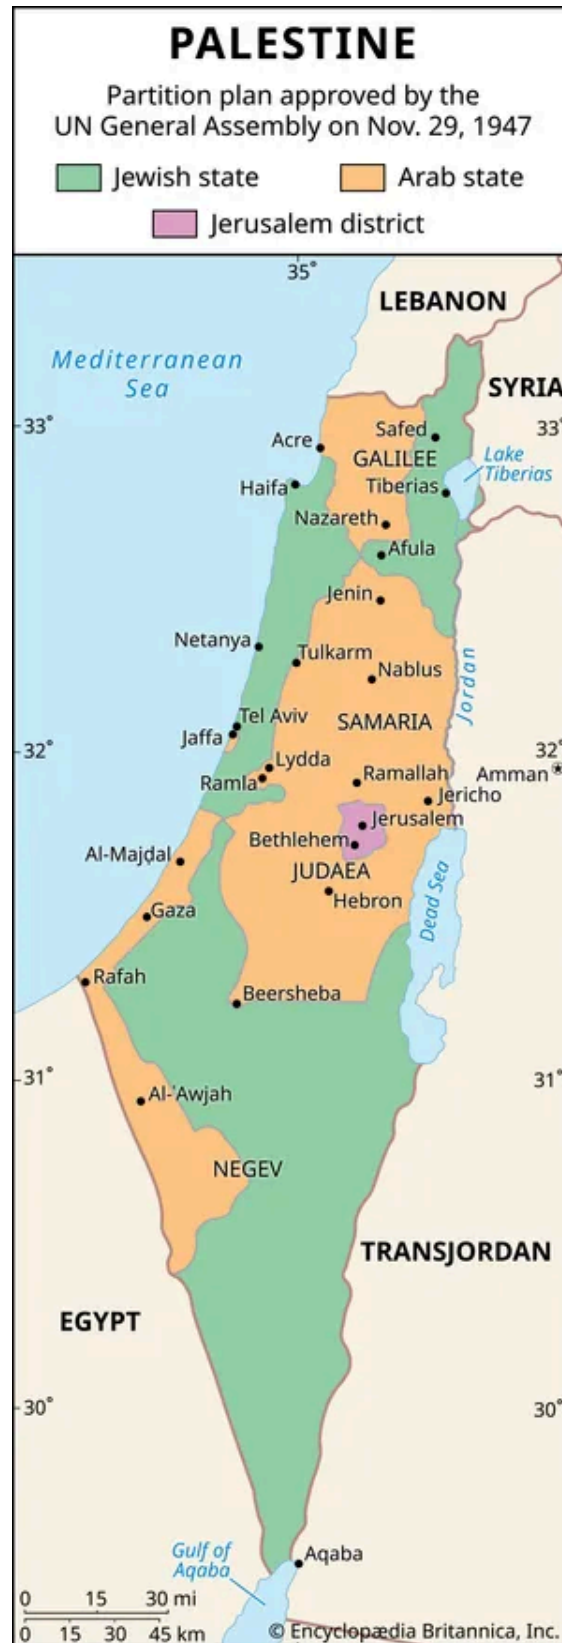 PALESTINE
Partition plan approved by the
UN General Assembly on Nov. 29, 1947
Jewish state
Arab state
Jerusalem district
35°
LEBANON
Mediterranean
Sea
SYRIA
33°
33°
Safed
Acre
GALILEE
Lake
Tiberias
Haifa
Tiberias
Nazareth
Afula
Jenin
Netanya
Tulkarm
Nablus
Jordan
Tel Aviv
SAMARIA
Jaffa
32°
32°
Lydda
Ramla
Ramallah
Amman
Jericho
Jerusalem
Bethlehem
Al-Majdal
JUDAEA
Hebron
Dead Sea
Gaza
Rafah
Beersheba
31°
31°
Al-ʿAwjah
NEGEV
TRANSJORDAN
EGYPT
30°
30°
Gulf of
Aqaba
Aqaba
0 15 30 mi
0 15 30 45 km
© Encyclopædia Britannica, Inc.